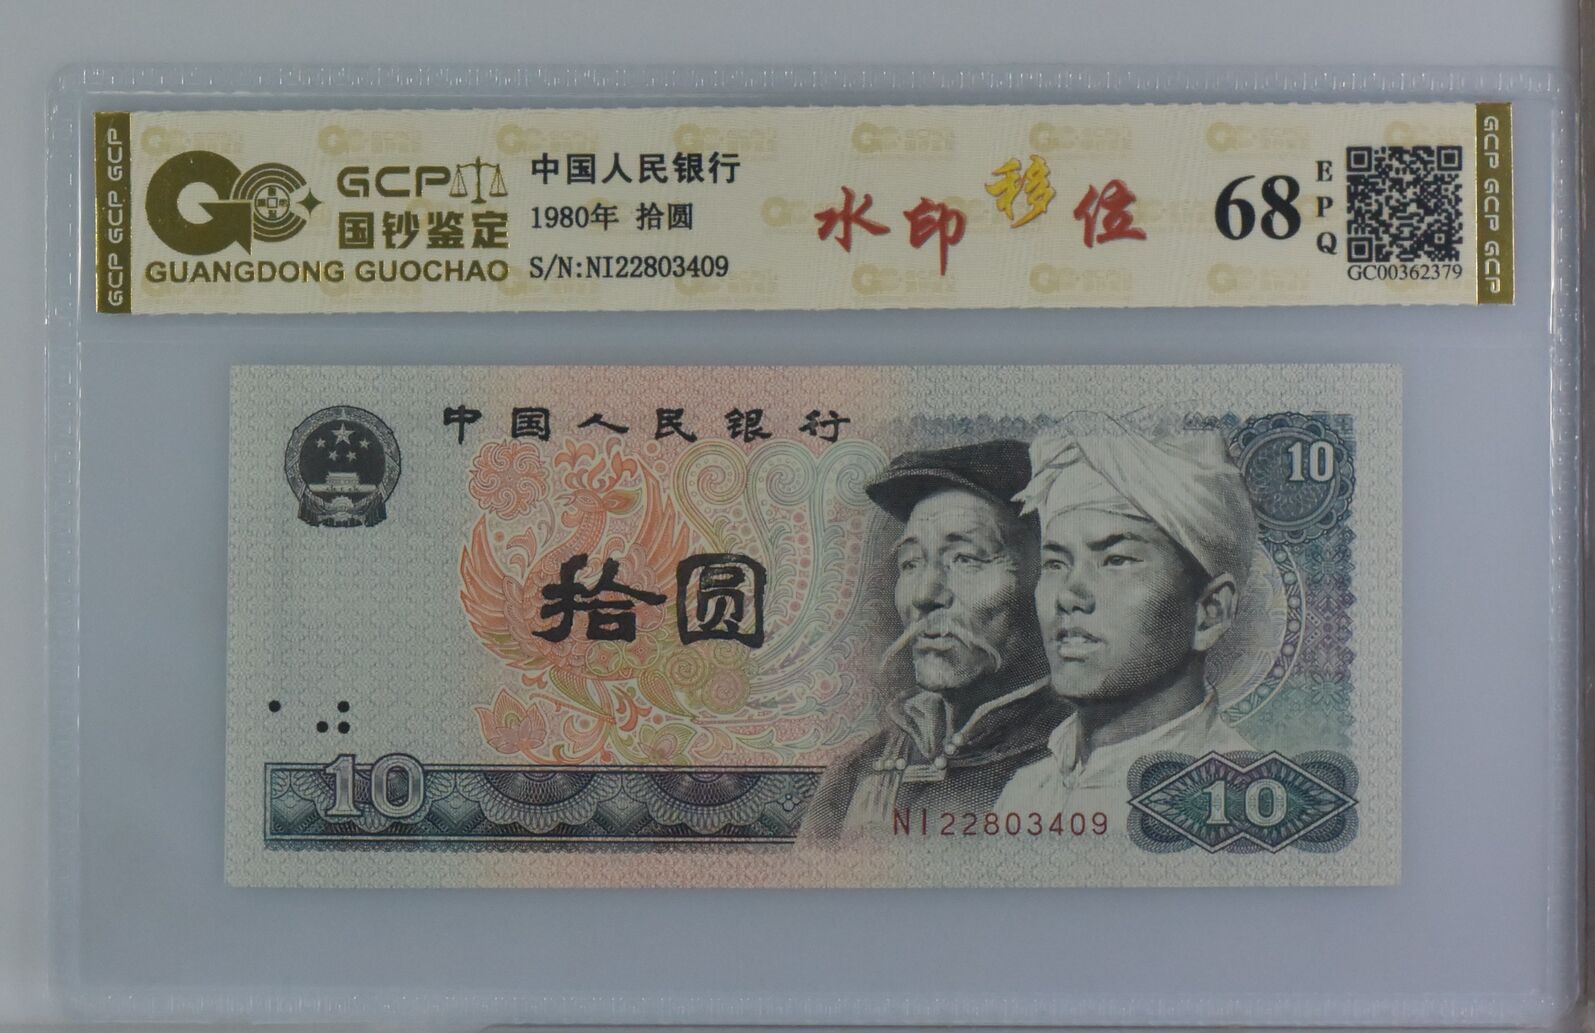 GCP GCP GCP
GCP
国钞鉴定
GUANGDONG GUOCHAO
中国人民银行
1980年 拾圆
S/N:NI22803409
水印移位
68
EPQ
GC00362379
GCP GCP GCP
中国人民银行
10
拾圆
10
NI22803409
10